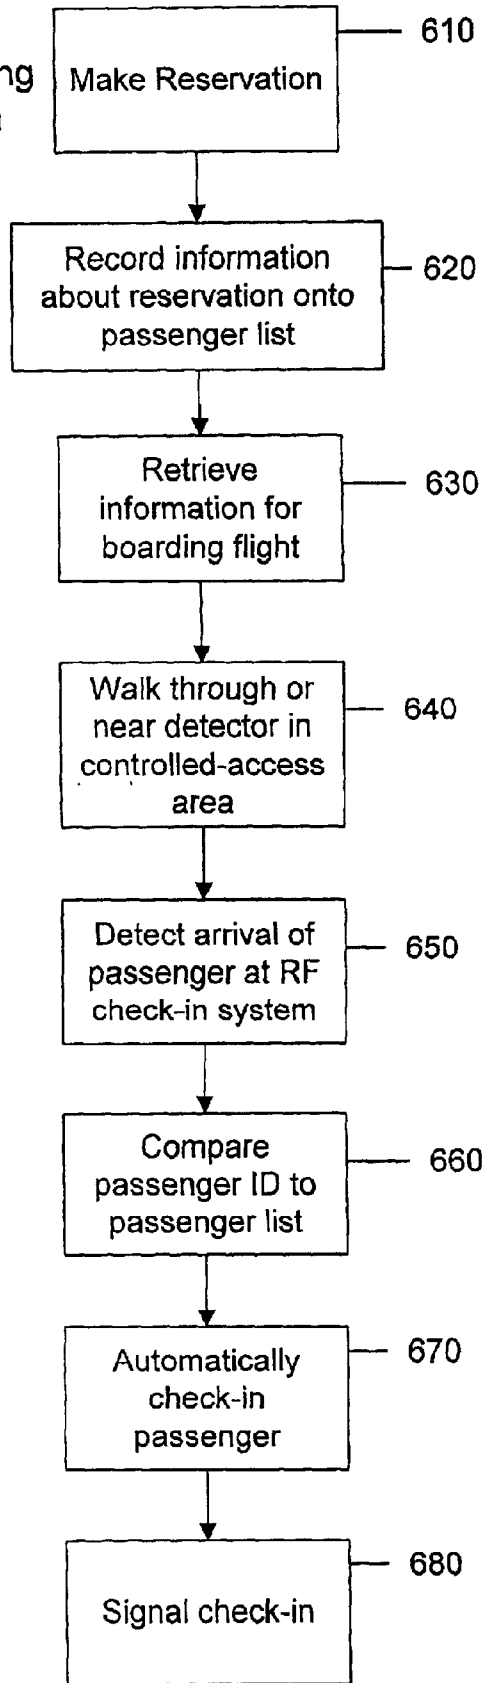 610
Make Reservation
Record information
about reservation onto
passenger list
620
Retrieve
information for
boarding flight
630
Walk through or
near detector in
controlled-access
area
640
Detect arrival of
passenger at RF
check-in system
650
Compare
passenger ID to
passenger list
660
Automatically
check-in
passenger
670
Signal check-in
680